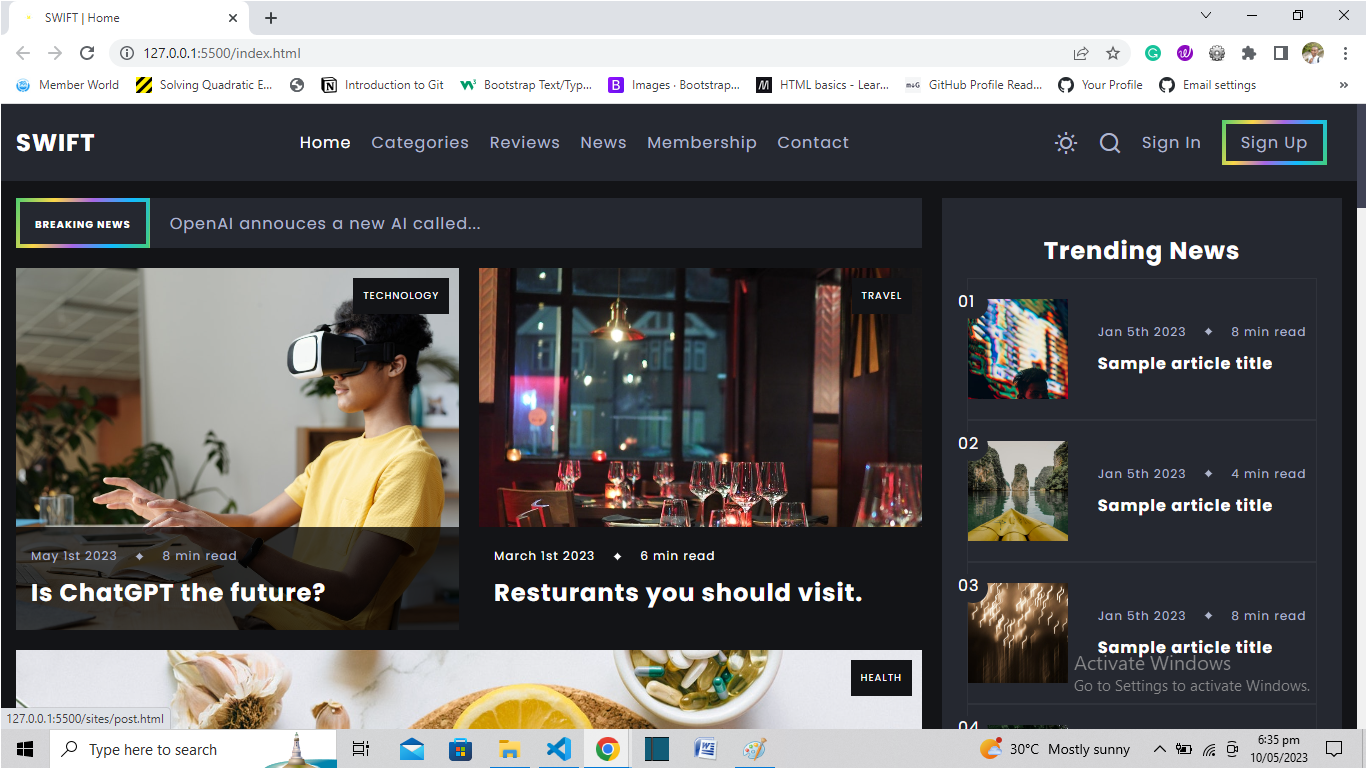 SWIFT | Home
127.0.0.1:5500/index.html
Member World
Solving Quadratic E...
Introduction to Git
Bootstrap Text/Typ...
Images · Bootstrap...
HTML basics - Lear...
GitHub Profile Read...
Your Profile
Email settings
»
SWIFT
Home Categories Reviews News Membership Contact
Sign In
Sign Up
BREAKING NEWS
OpenAI annouces a new AI called...
TECHNOLOGY
May 1st 2023 ◆ 8 min read
Is ChatGPT the future?
TRAVEL
March 1st 2023 ◆ 6 min read
Resturants you should visit.
HEALTH
Trending News
01
Jan 5th 2023 ◆ 8 min read
Sample article title
02
Jan 5th 2023 ◆ 4 min read
Sample article title
03
Jan 5th 2023 ◆ 8 min read
Sample article title
04
Activate Windows
Go to Settings to activate Windows.
127.0.0.1:5500/sites/post.html
Type here to search
30°C Mostly sunny
6:35 pm
10/05/2023